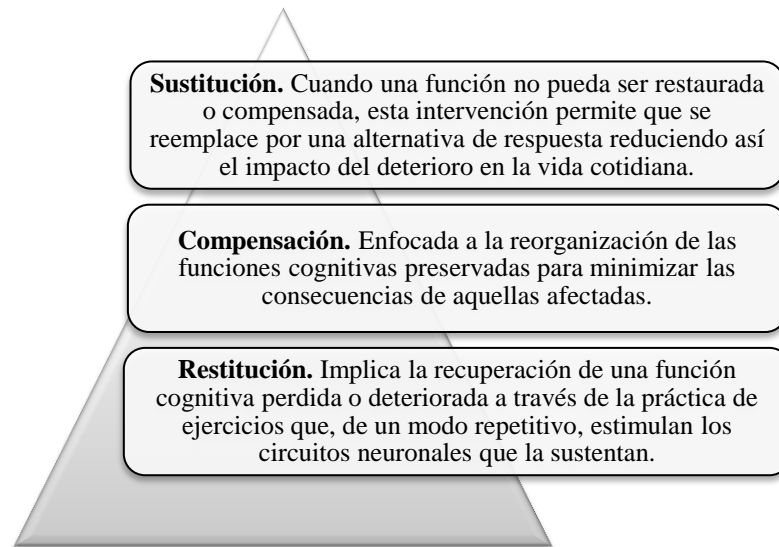 Sustitución. Cuando una función no pueda ser restaurada
o compensada, esta intervención permite que se
reemplace por una alternativa de respuesta reduciendo así
el impacto del deterioro en la vida cotidiana.
Compensación. Enfocada a la reorganización de las
funciones cognitivas preservadas para minimizar las
consecuencias de aquellas afectadas.
Restitución. Implica la recuperación de una función
cognitiva perdida o deteriorada a través de la práctica de
ejercicios que, de un modo repetitivo, estimulan los
circuitos neuronales que la sustentan.